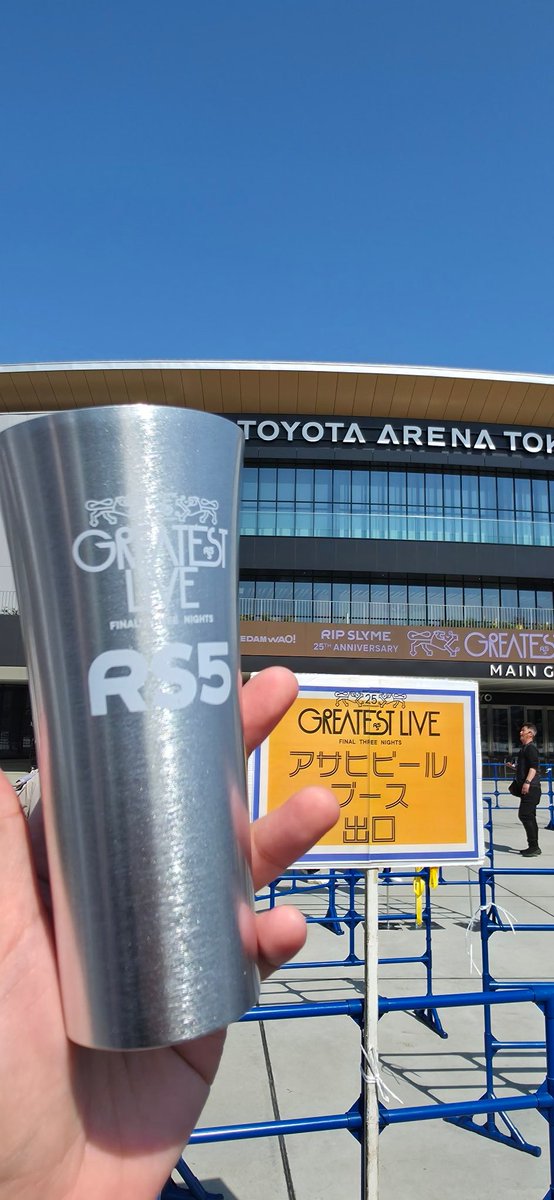 TOYOTA ARENA TOK
GREATEST
LIVE
FINAL THREE NIGHTS
RS5
RIP SLYME
25TH ANNIVERSARY
GREATES
MAIN G
25
GREATEST LIVE
FINAL THREE NIGHTS
アサヒビール
ブース
出口